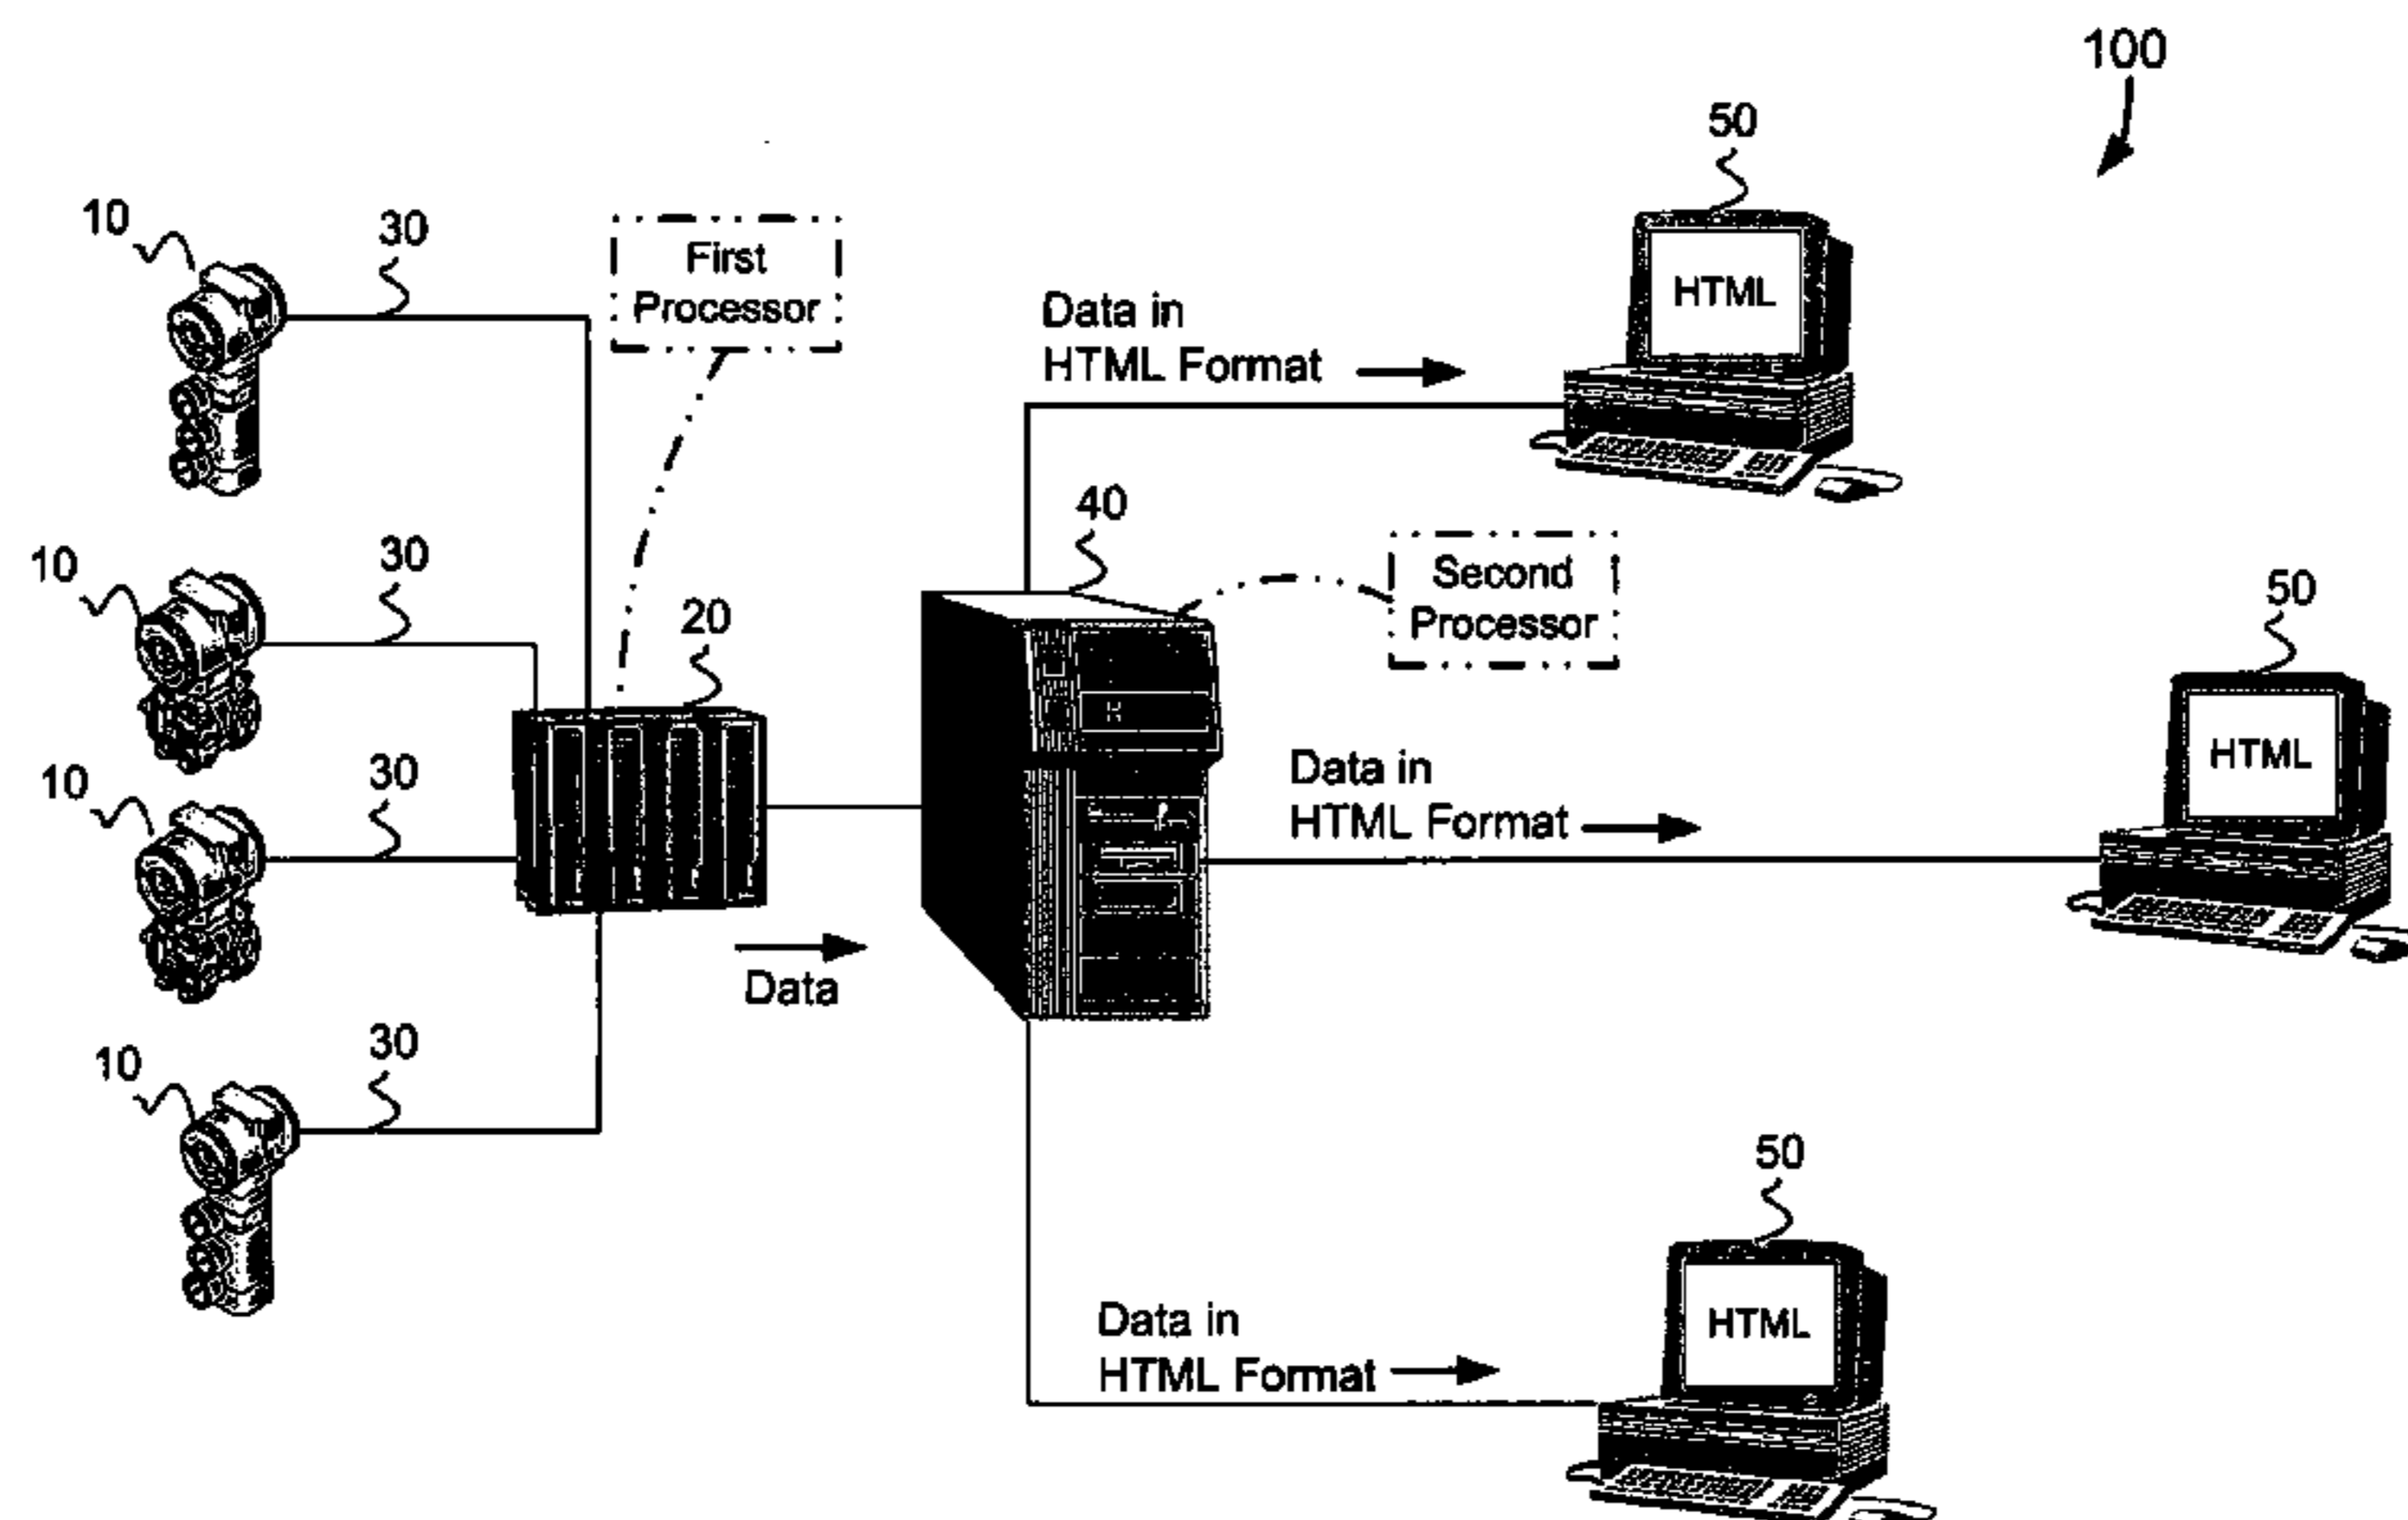 100
50
10
30
First
Processor
HTML
Data in
HTML Format
40
10
30
Second
Processor
50
20
10
30
Data in
HTML Format
HTML
Data
10
30
50
Data in
HTML Format
HTML